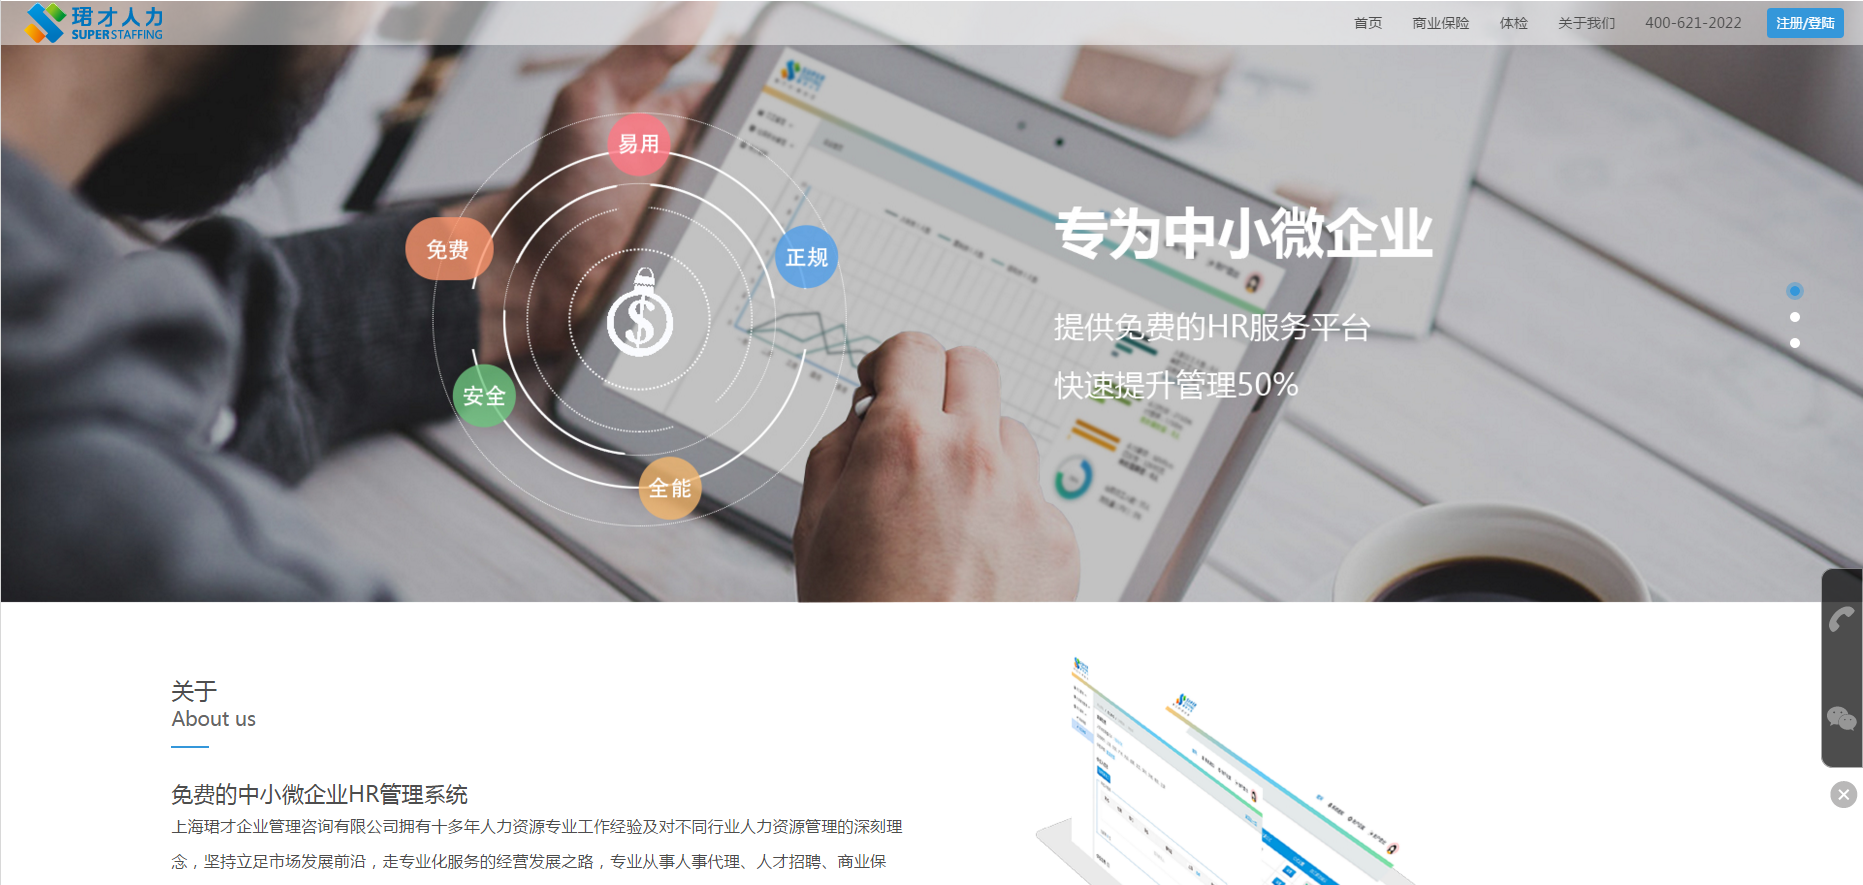 珺才人力
SUPERSTAFFING
首页 商业保险 体检 关于我们 400-621-2022 注册/登陆
易用
免费
正规
安全
全能
专为中小微企业
提供免费的HR服务平台
快速提升管理50%
关于
About us
免费的中小微企业HR管理系统
上海珺才企业管理咨询有限公司拥有十多年人力资源专业工作经验及对不同行业人力资源管理的深刻理
念，坚持立足市场发展前沿，走专业化服务的经营发展之路，专业从事人事代理、人才招聘、商业保